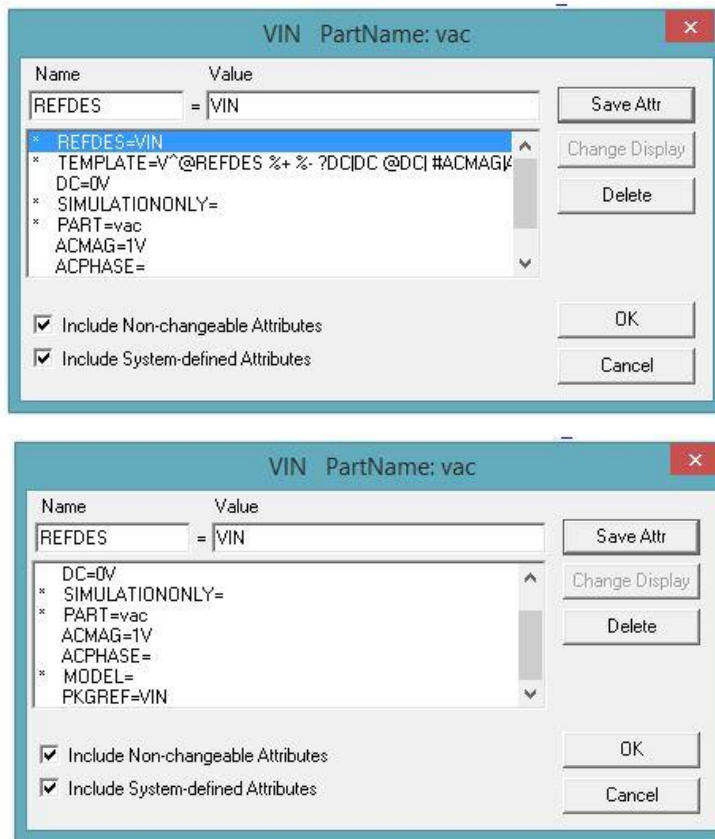 VIN PartName: vac
Name Value
REFDES = VIN Save Attr
* REFDES=VIN
Change Display
* TEMPLATE=V^@REFDES %+ %- ?DC|DC @DC| #ACMAG|A
DC=0V
* SIMULATIONONLY=
Delete
* PART=vac
ACMAG=1V
ACPHASE=
Include Non-changeable Attributes
OK
Include System-defined Attributes
Cancel
VIN PartName: vac
Name Value
REFDES = VIN Save Attr
DC=0V
Change Display
* SIMULATIONONLY=
* PART=vac
Delete
ACMAG=1V
ACPHASE=
* MODEL=
PKGREF=VIN
Include Non-changeable Attributes
OK
Include System-defined Attributes
Cancel